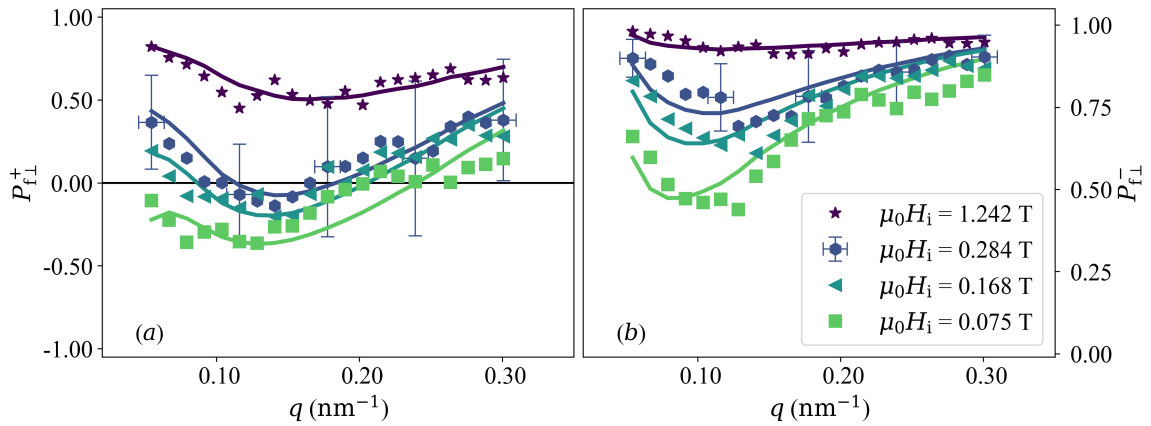 1.00
0.50
0.00
-0.50
-1.00
P⁺f⊥
(a)
0.10
0.20
0.30
q (nm⁻¹)
μ₀Hᵢ = 1.242 T
μ₀Hᵢ = 0.284 T
μ₀Hᵢ = 0.168 T
μ₀Hᵢ = 0.075 T
(b)
1.00
0.75
0.50
0.25
0.00
P⁻f⊥
0.10
0.20
0.30
q (nm⁻¹)